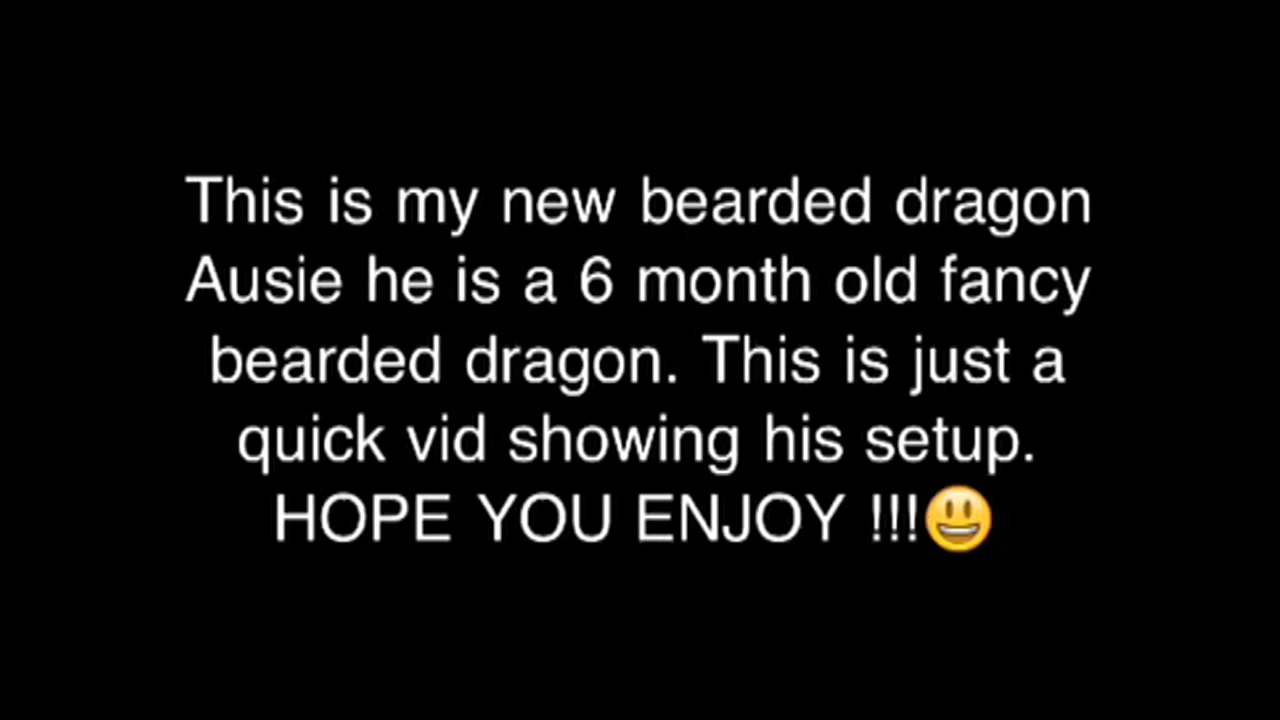 This is my new bearded dragon
Ausie he is a 6 month old fancy
bearded dragon. This is just a
quick vid showing his setup.
HOPE YOU ENJOY !!!😃